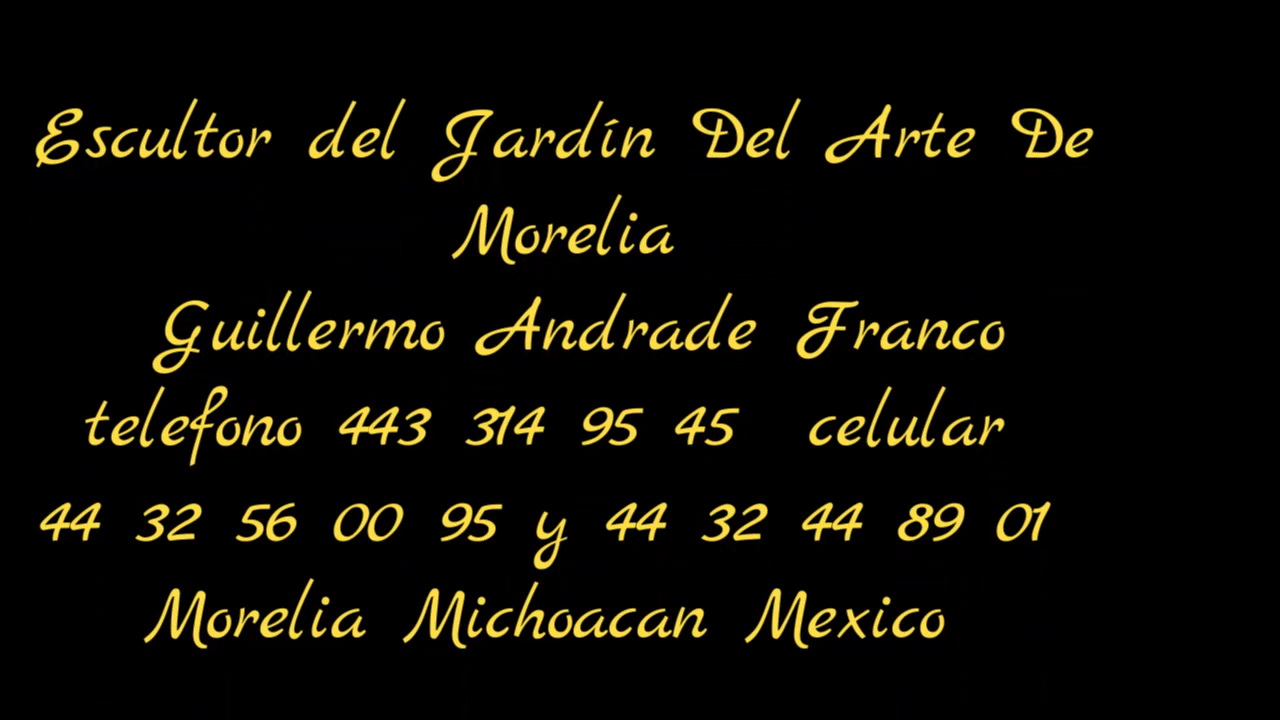 Escultor del Jardín Del Arte De
Morelia
Guillermo Andrade Franco
telefono 443 314 95 45 celular
44 32 56 00 95 y 44 32 44 89 01
Morelia Michoacan Mexico